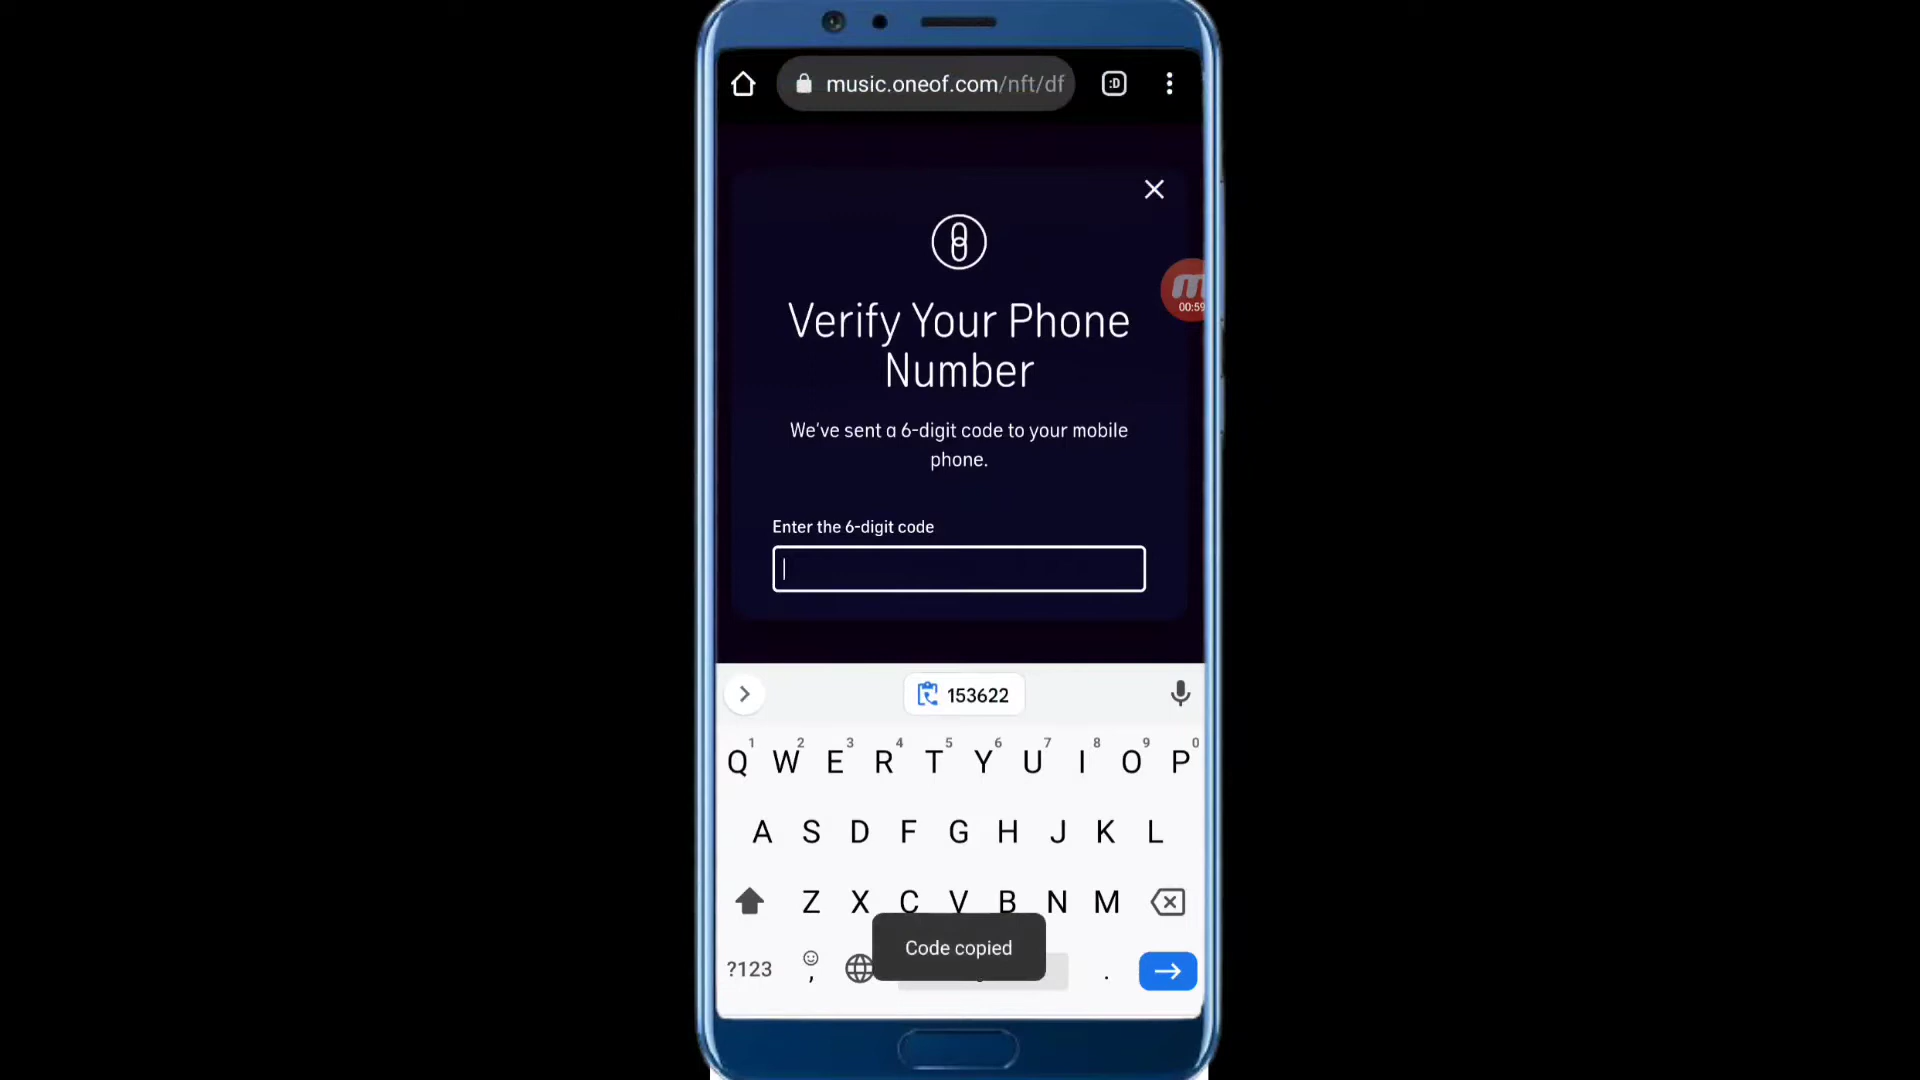 music.oneof.com/nft/df
:D
00:59
Verify Your Phone
Number
We've sent a 6-digit code to your mobile
phone.
Enter the 6-digit code
153622
1 2 3 4 5 6 7 8 9 0
Q W E R T Y U I O P
A S D F G H J K L
Z X C V B N M
Code copied
?123 , .